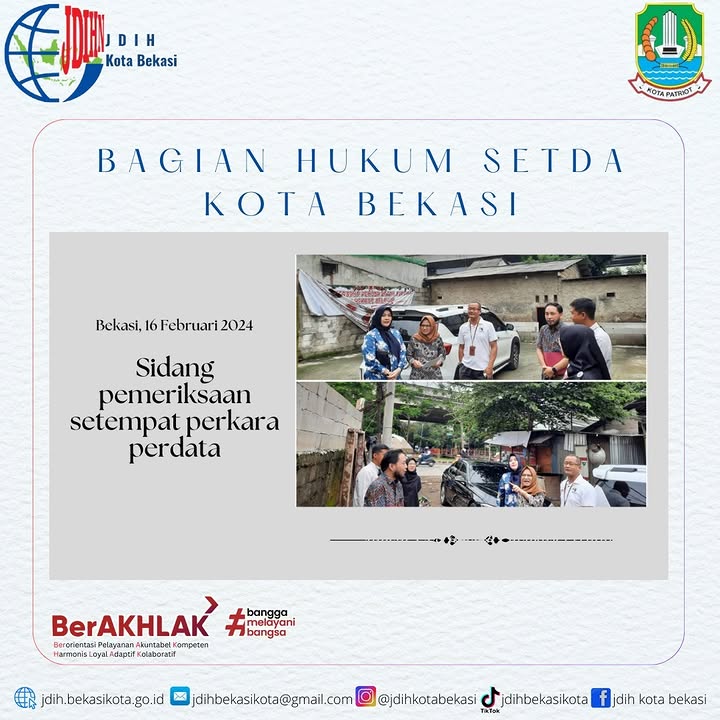 JDIHN
JDIH
Kota Bekasi
KOTA PATRIOT
BAGIAN HUKUM SETDA
KOTA BEKASI
Bekasi, 16 Februari 2024
Sidang
pemeriksaan
setempat perkara
perdata
BerAKHLAK
Berorientasi Pelayanan Akuntabel Kompeten
Harmonis Loyal Adaptif Kolaboratif
#bangga
melayani
bangsa
jdih.bekasikota.go.id jdihbekasikota@gmail.com @jdihkotabekasi jdihbekasikota jdih kota bekasi
TikTok